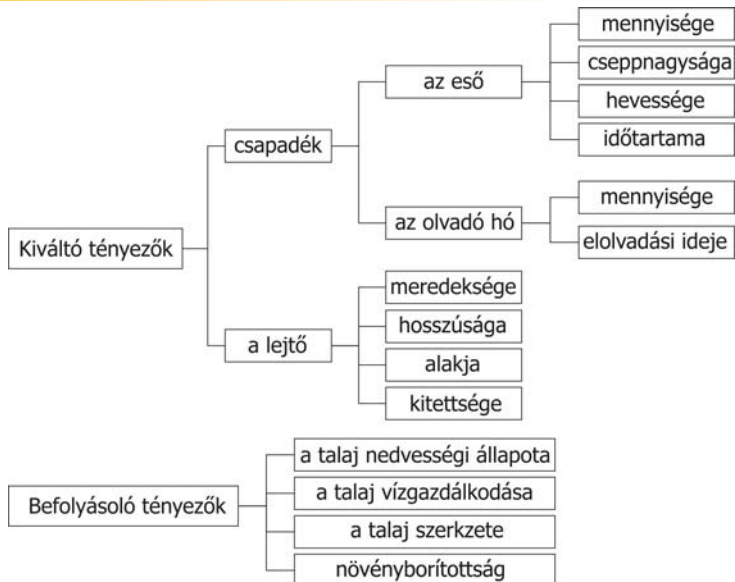 Kiváltó tényezők
csapadék
az eső
mennyisége
cseppnagysága
hevessége
időtartama
az olvadó hó
mennyisége
elolvadási ideje
a lejtő
meredeksége
hosszúsága
alakja
kitettsége
Befolyásoló tényezők
a talaj nedvességi állapota
a talaj vízgazdálkodása
a talaj szerkzete
növényborítottság